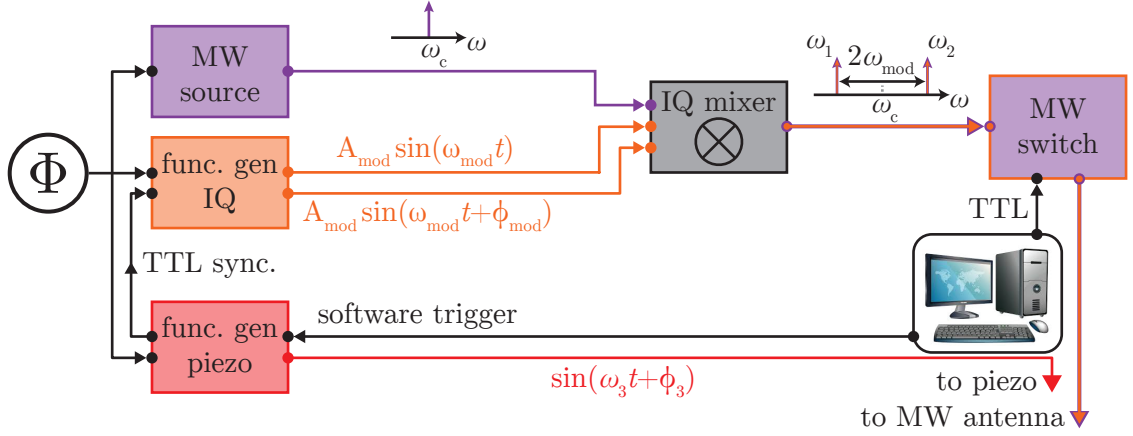 MW
source
ω_c
ω
ω_1
2ω_mod
ω_2
ω_c
ω
IQ mixer
MW
switch
Φ
func. gen
IQ
A_mod sin(ω_mod t)
A_mod sin(ω_mod t+ϕ_mod)
TTL
TTL sync.
func. gen
piezo
software trigger
sin(ω_3 t+ϕ_3)
to piezo
to MW antenna